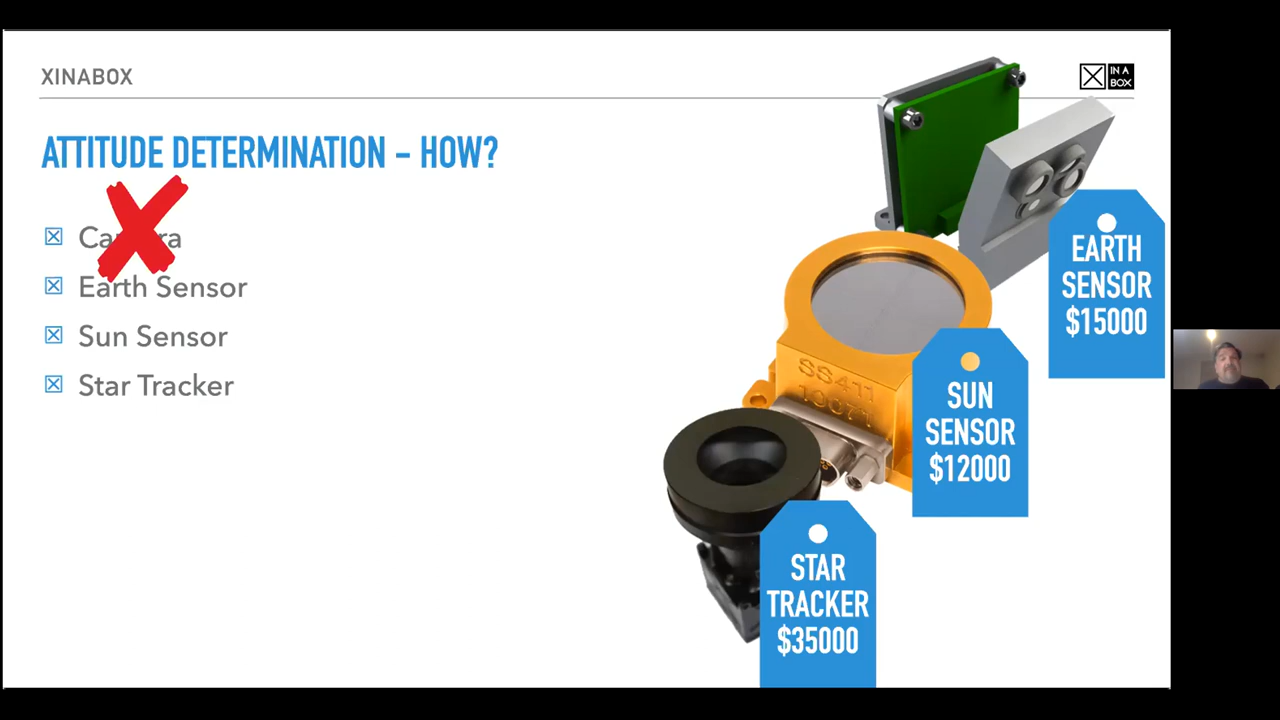 XINABOX
IN A
BOX
ATTITUDE DETERMINATION – HOW?
Earth Sensor
Sun Sensor
Star Tracker
EARTH
SENSOR
$15000
SS411
SUN
SENSOR
$12000
STAR
TRACKER
$35000